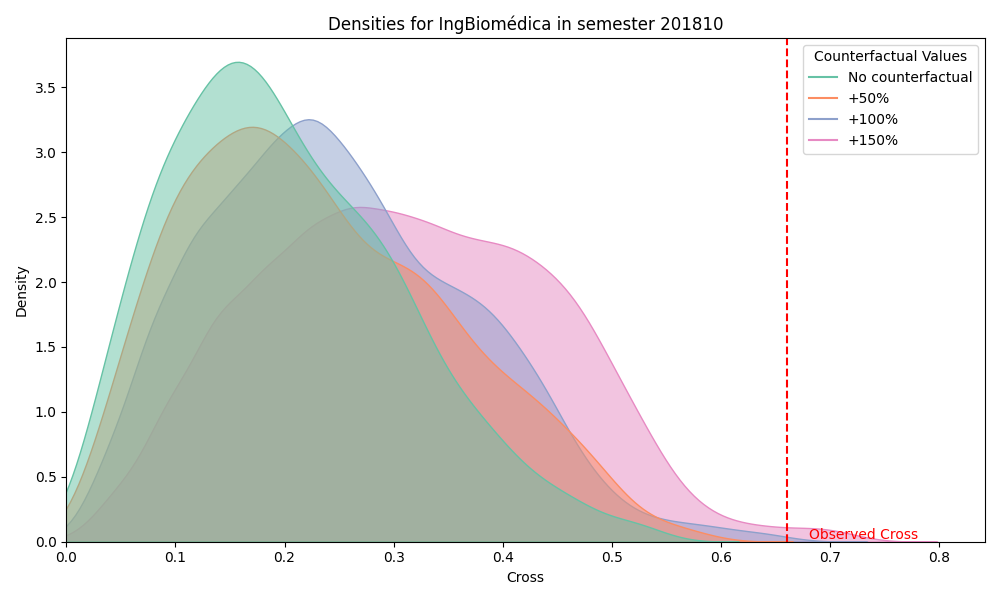 Densities for IngBiomédica in semester 201810
Counterfactual Values
No counterfactual
+50%
+100%
+150%
Density
3.5
3.0
2.5
2.0
1.5
1.0
0.5
0.0
Observed Cross
0.0 0.1 0.2 0.3 0.4 0.5 0.6 0.7 0.8
Cross